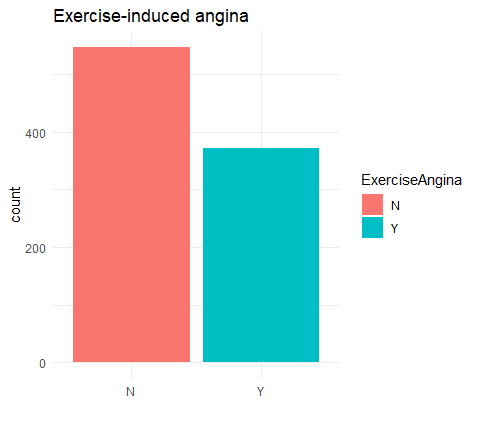 Exercise-induced angina
count
400
200
0
N
Y
ExerciseAngina
N
Y